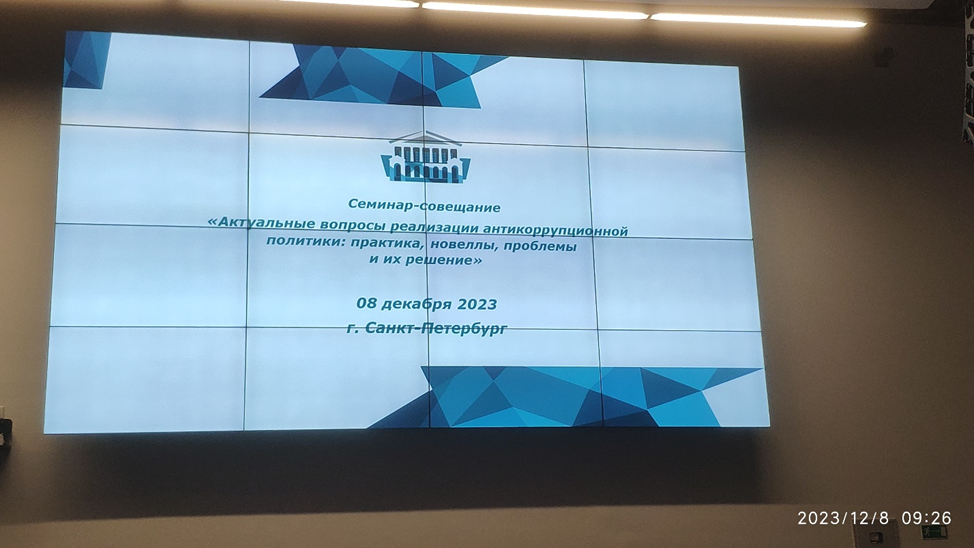 Семинар-совещание
«Актуальные вопросы реализации антикоррупционной
политики: практика, новеллы, проблемы
и их решение»
08 декабря 2023
г. Санкт-Петербург
2023/12/8 09:26